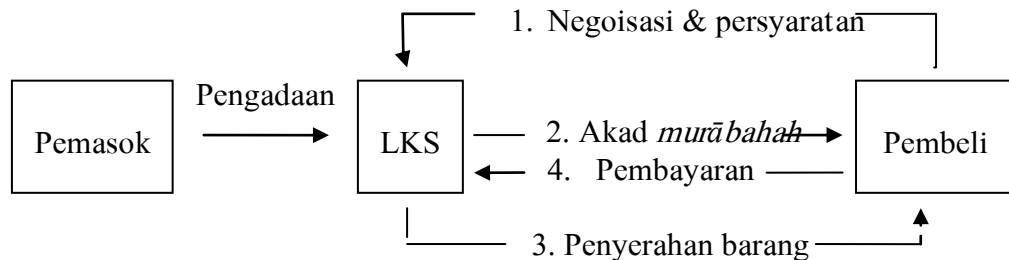 1. Negoisasi & persyaratan
Pengadaan
Pemasok
LKS
2. Akad murābahah
Pembeli
4. Pembayaran
3. Penyerahan barang